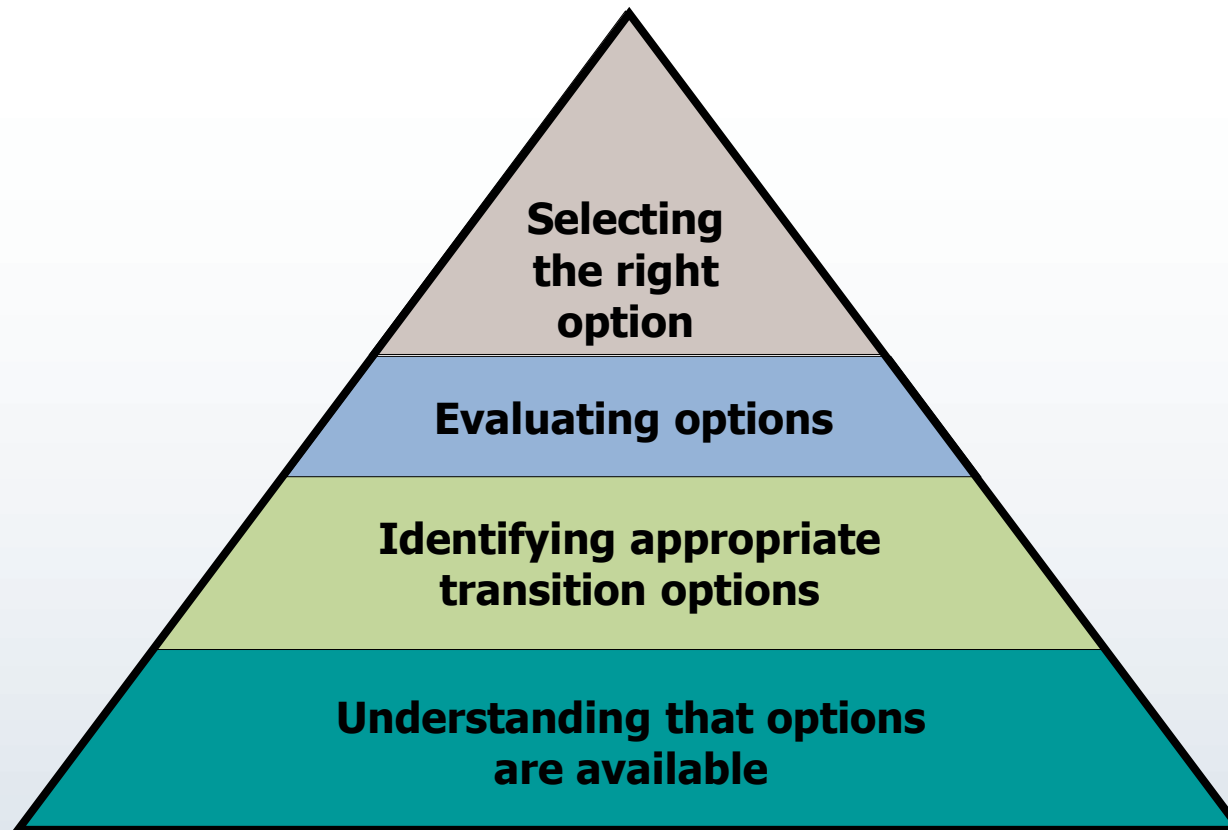 Selecting
the right
option
Evaluating options
Identifying appropriate
transition options
Understanding that options
are available